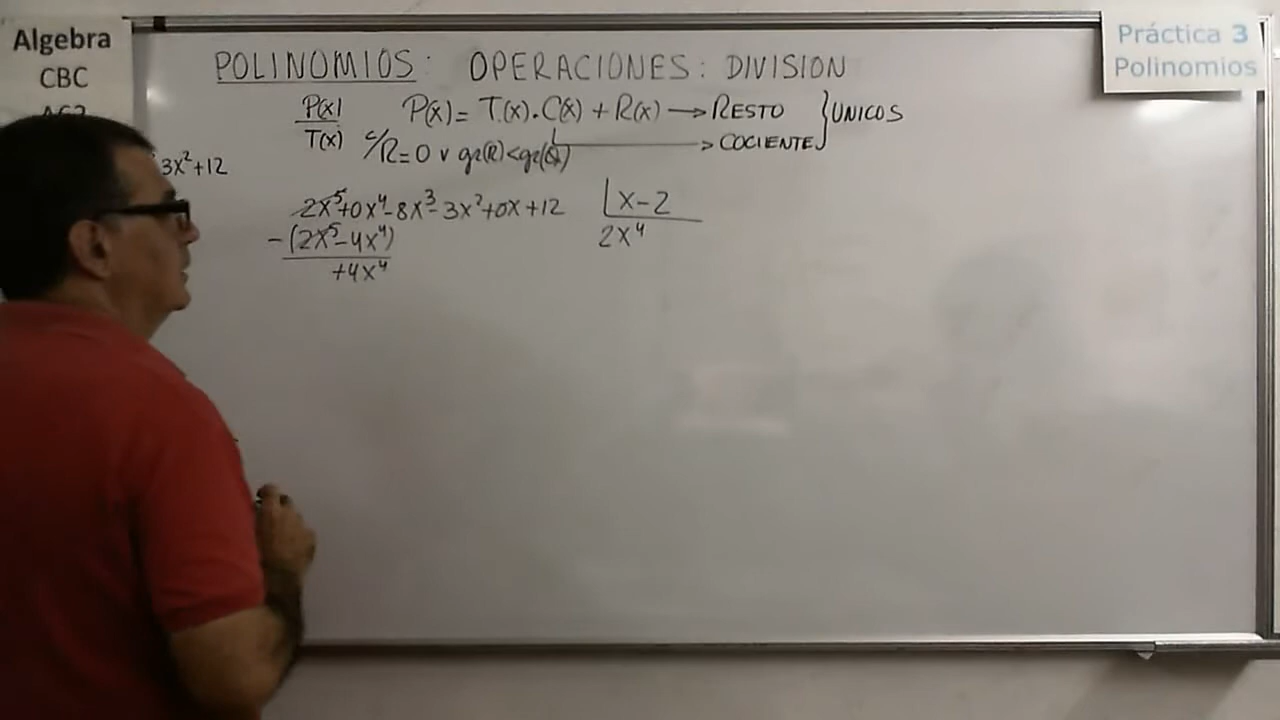 Algebra
CBC
Práctica 3
Polinomios
POLINOMIOS: OPERACIONES: DIVISION
P(x)
T(x)
P(x) = T(x).C(x) + R(x) → RESTO
→ COCIENTE
} UNICOS
c/R=0 v gr(R)<gr(Q)
3x²+12
2x⁵+0x⁴-8x³-3x²+0x+12 |x-2
-(2x⁵-4x⁴) 2x⁴
+4x⁴